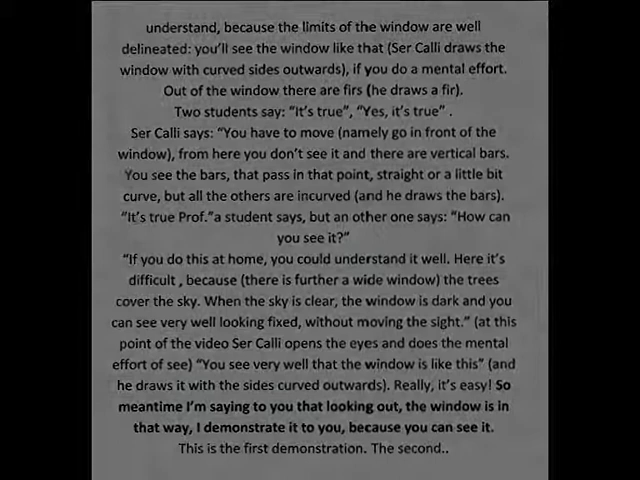 understand, because the limits of the window are well
delineated: you'll see the window like that (Ser Calli draws the
window with curved sides outwards), if you do a mental effort.
Out of the window there are firs (he draws a fir).
Two students say: "It's true", "Yes, it's true" .
Ser Calli says: "You have to move (namely go in front of the
window), from here you don't see it and there are vertical bars.
You see the bars, that pass in that point, straight or a little bit
curve, but all the others are incurved (and he draws the bars).
"It's true Prof."a student says, but an other one says: "How can
you see it?"
"If you do this at home, you could understand it well. Here it's
difficult , because (there is further a wide window) the trees
cover the sky. When the sky is clear, the window is dark and you
can see very well looking fixed, without moving the sight." (at this
point of the video Ser Calli opens the eyes and does the mental
effort of see) "You see very well that the window is like this" (and
he draws it with the sides curved outwards). Really, it's easy! So
meantime I'm saying to you that looking out, the window is in
that way, I demonstrate it to you, because you can see it.
This is the first demonstration. The second..